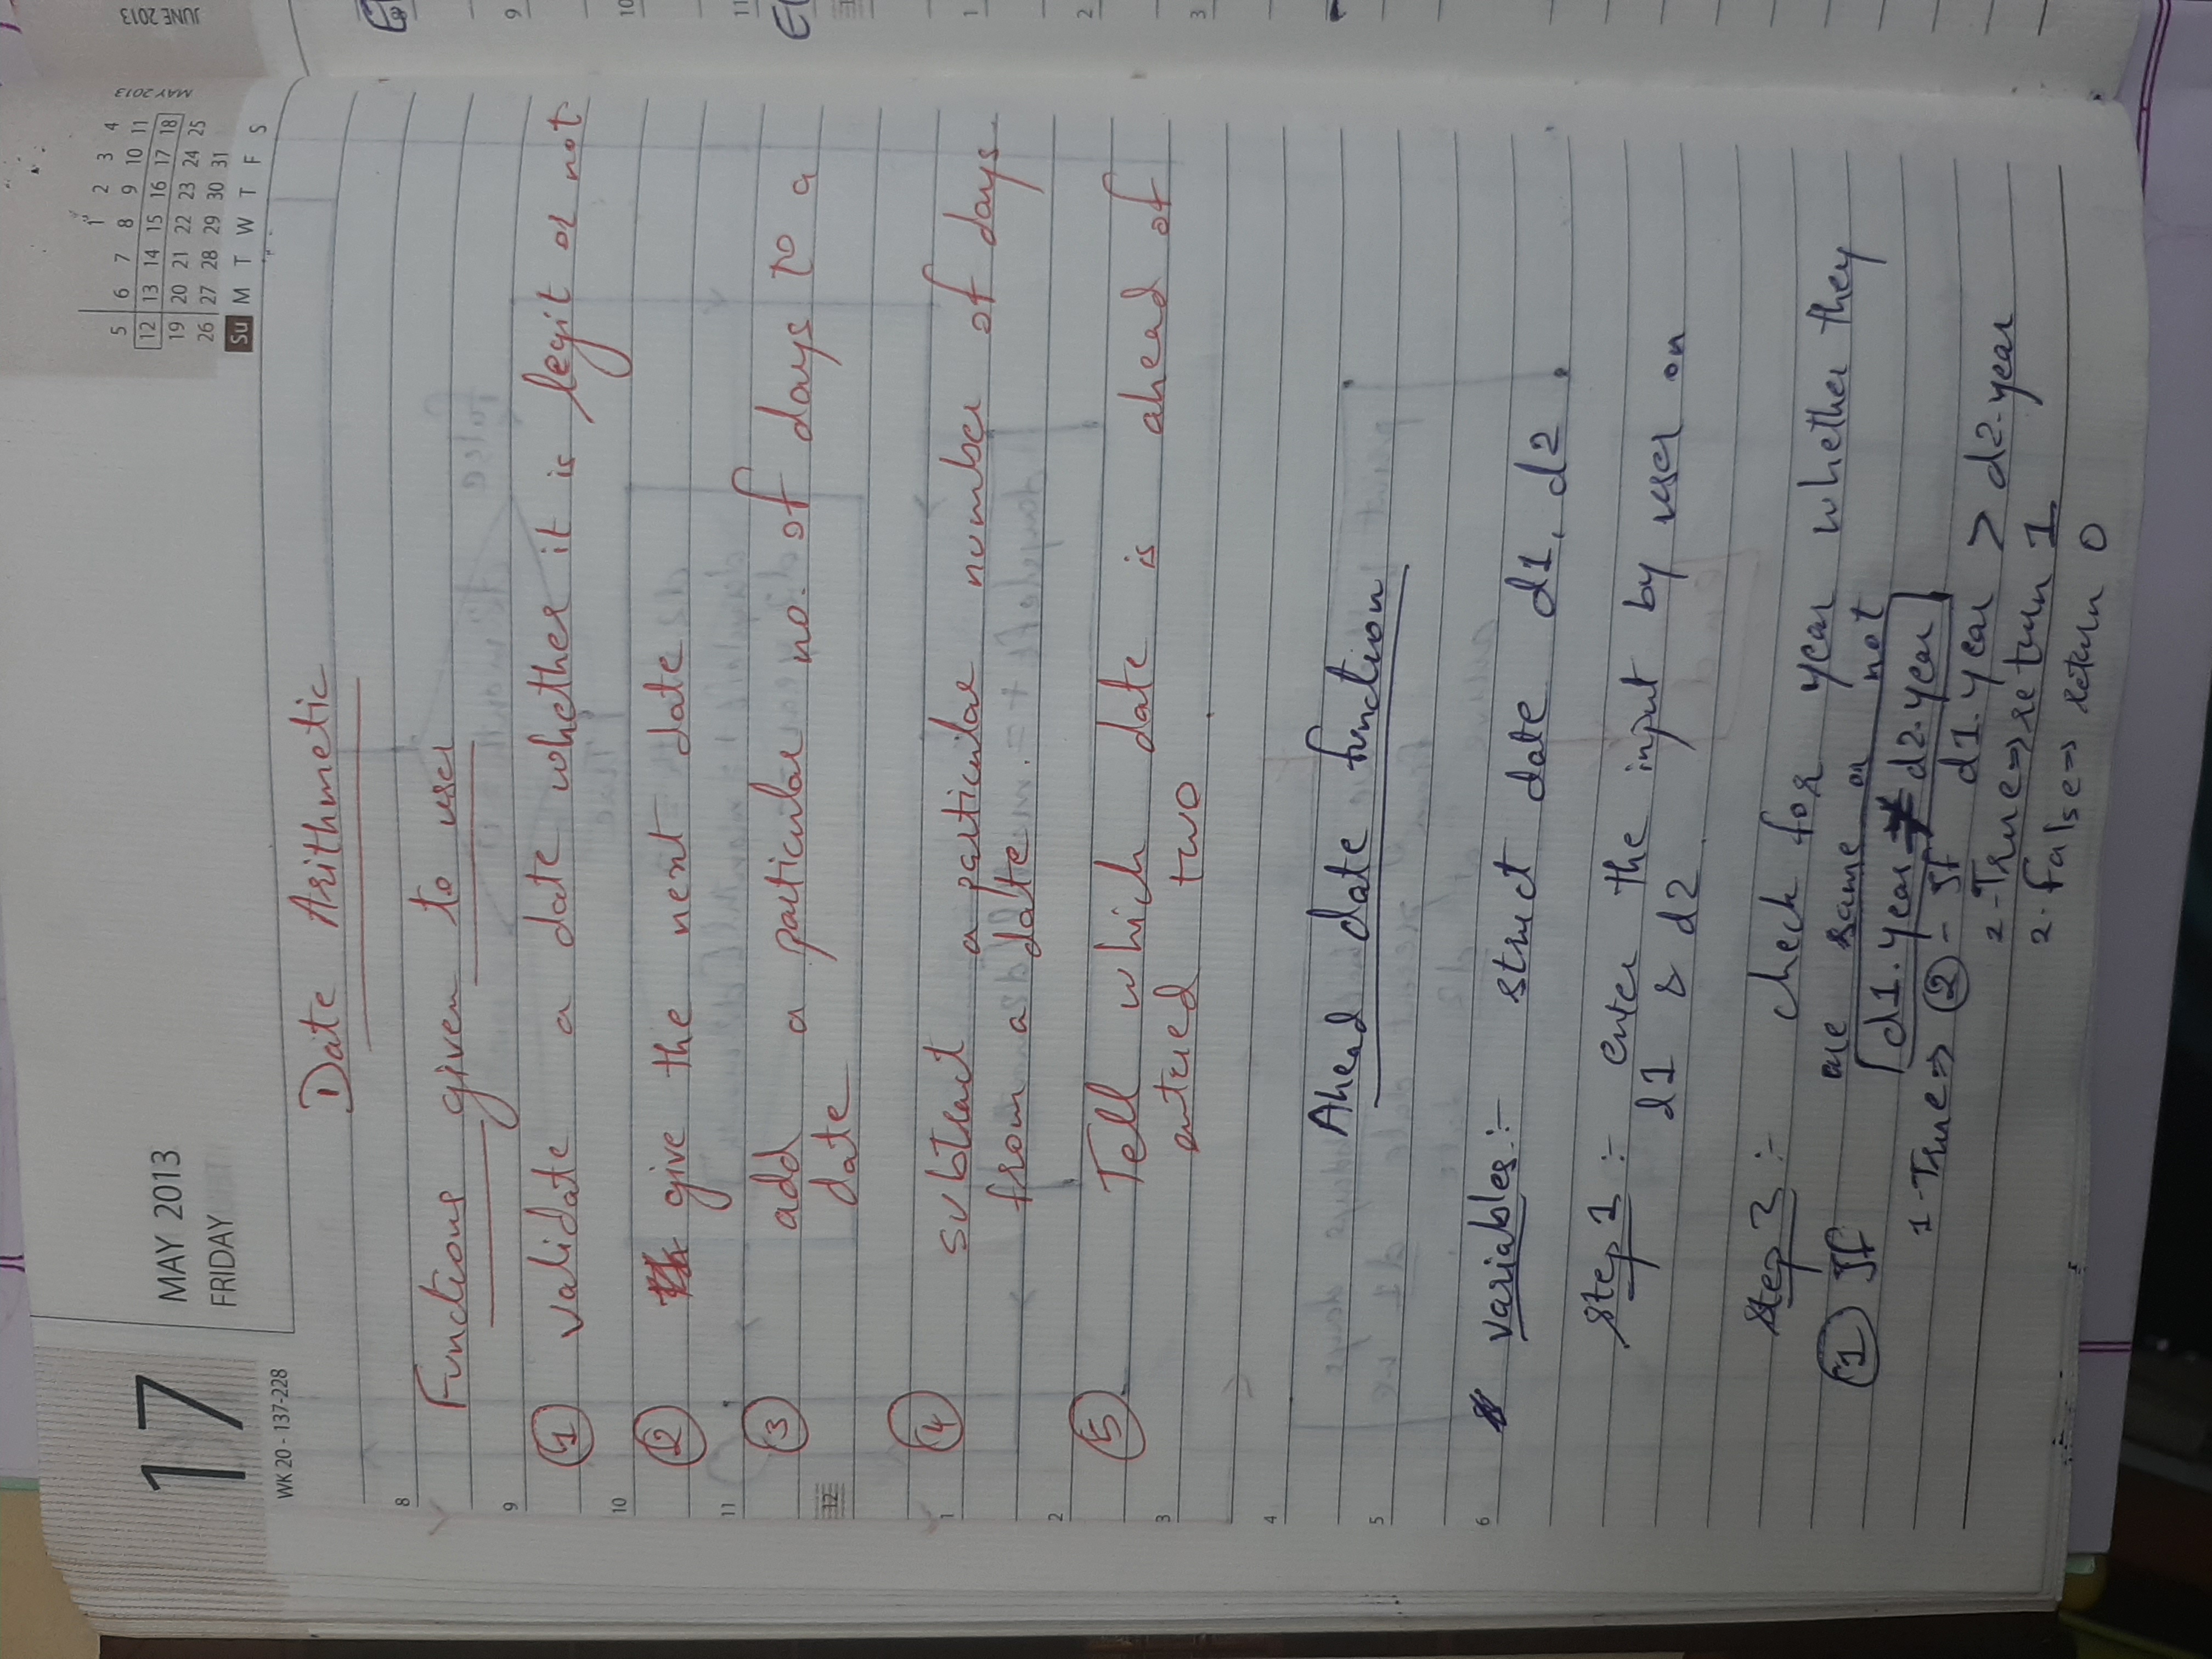 17
MAY 2013
FRIDAY
WK 20 - 137-228
1 2 3 4
5 6 7 8 9 10 11
12 13 14 15 16 17 18
19 20 21 22 23 24 25
26 27 28 29 30 31
Su M T W T F S
MAY 2013
JUNE 2013
Date Arithmetic
8
Functions given to user
9
1 validate a date whether it is legit or not
10
2 give the next date
11
3 add a particular no. of days to a
date
12
4 subtract a particular number of days
from a date.
1
2
5 Tell which date is ahead of
entered two.
3
4
Ahead date function
5
6
variables:- struct date d1, d2.
step 1 :- enter the input by user on
d1 & d2.
step 2 :- check for year whether they
are same or not
1 If d1.year ≠ d2.year
1-True⇒ 2 - If d1.year > d2.year
2-True⇒ return 1
2-False⇒ return 0
9
10
11
1
2
3